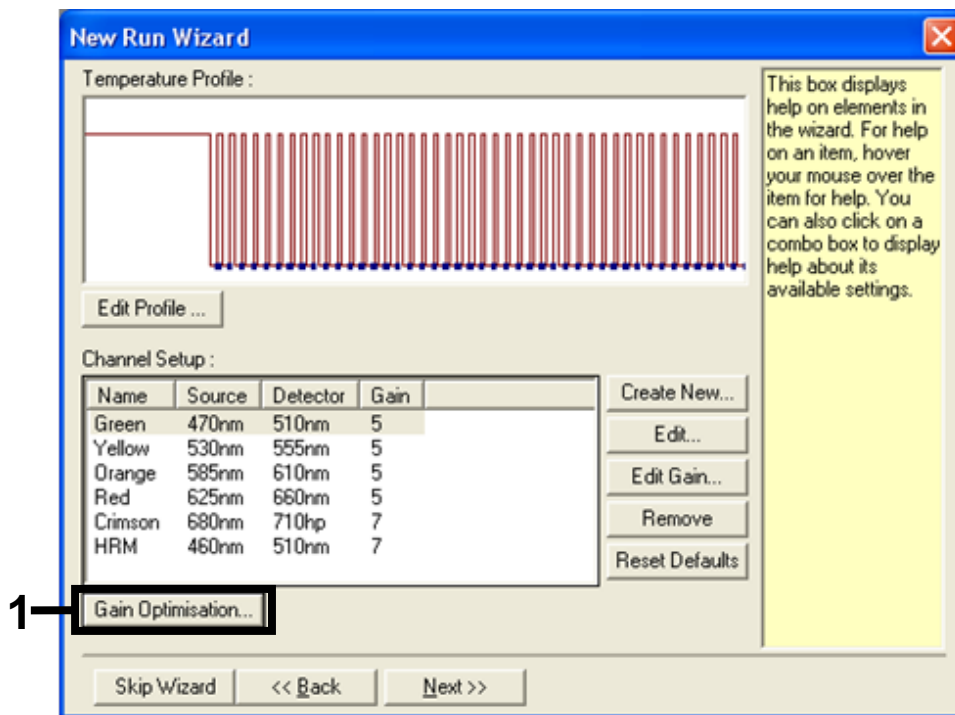 New Run Wizard
Temperature Profile :
This box displays
help on elements in
the wizard. For help
on an item, hover
your mouse over the
item for help. You
can also click on a
combo box to display
help about its
available settings.
Edit Profile ...
Channel Setup :
Name Source Detector Gain
Green 470nm 510nm 5
Yellow 530nm 555nm 5
Orange 585nm 610nm 5
Red 625nm 660nm 5
Crimson 680nm 710hp 7
HRM 460nm 510nm 7
Create New...
Edit...
Edit Gain...
Remove
Reset Defaults
1
Gain Optimisation...
Skip Wizard
<< Back
Next >>